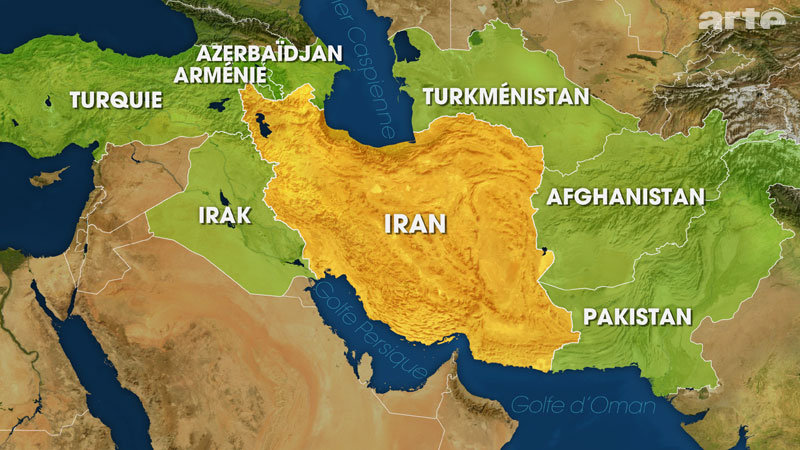 arte
AZERBAÏDJAN
ARMÉNIE
TURQUIE
TURKMÉNISTAN
Mer Caspienne
AFGHANISTAN
IRAK
IRAN
PAKISTAN
Golfe Persique
Golfe d'Oman